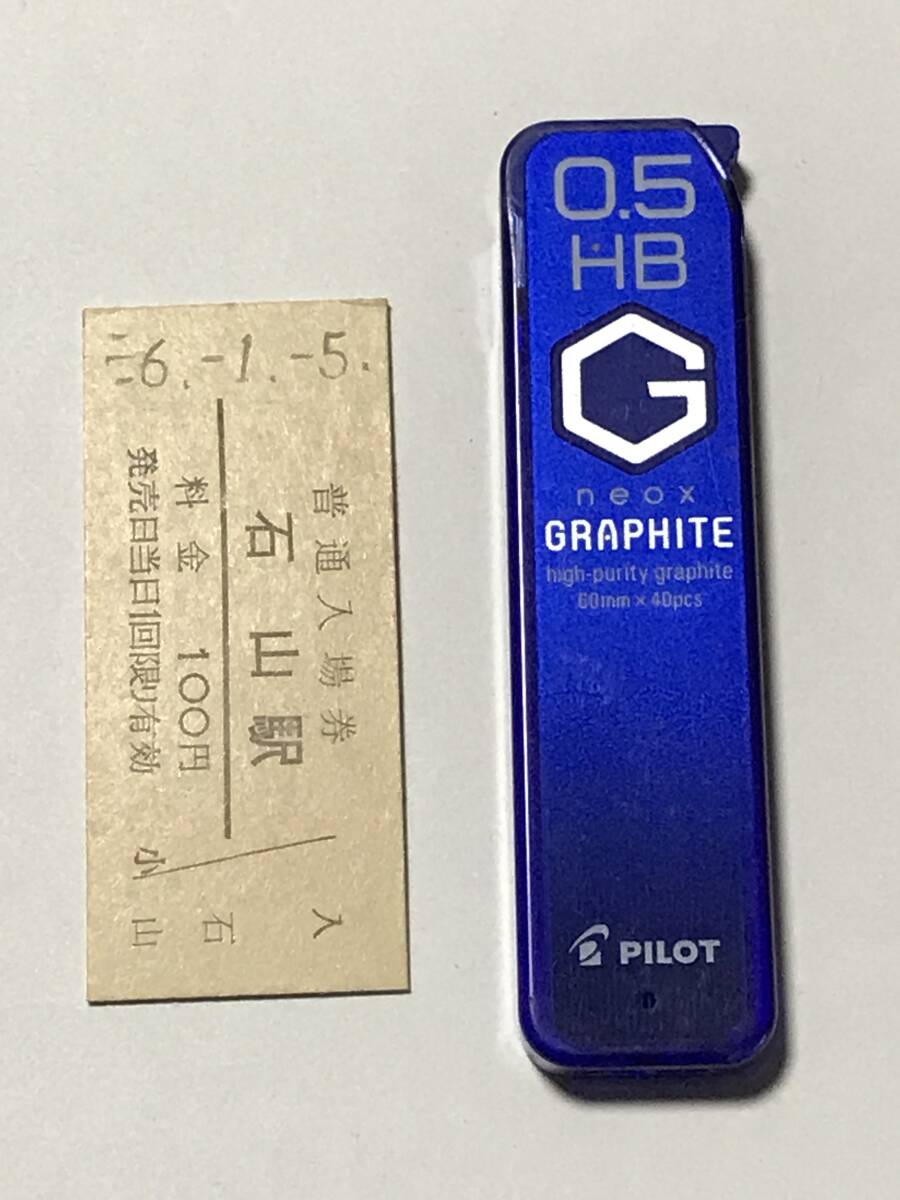 6.-1.-5.
普通入場券
石山駅
料金 100円
発売日当日1回限り有効
小
入
石
山
0.5
HB
G
neox
GRAPHITE
high-purity graphite
60mm × 40pcs
PILOT